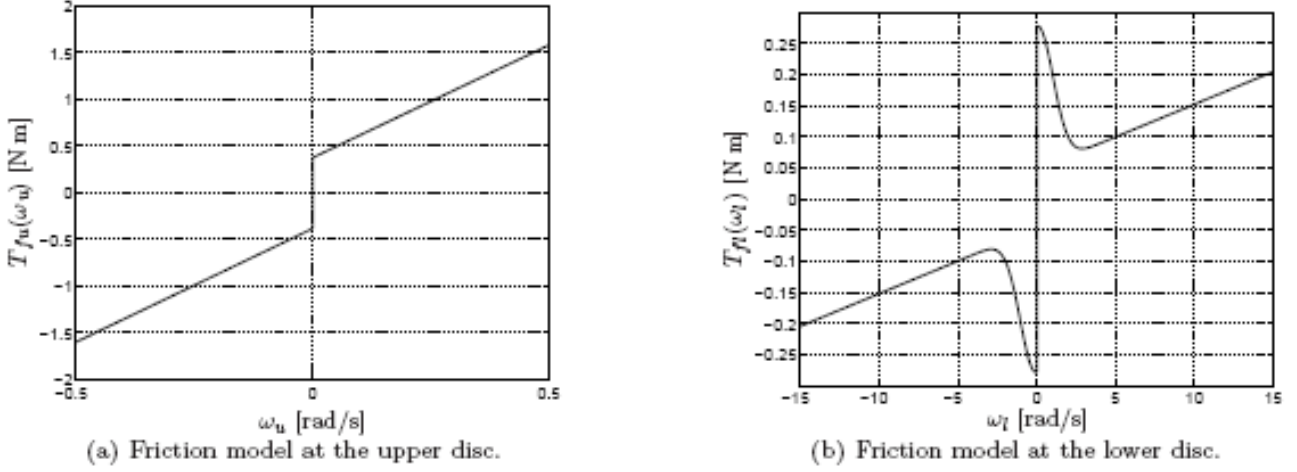 2
1.5
1
0.5
0
−0.5
−1
−1.5
−2
T_fu(ω_u) [N m]
−0.5 0 0.5
ω_u [rad/s]
(a) Friction model at the upper disc.
0.25
0.2
0.15
0.1
0.05
0
−0.05
−0.1
−0.15
−0.2
−0.25
T_fl(ω_l) [N m]
−15 −10 −5 0 5 10 15
ω_l [rad/s]
(b) Friction model at the lower disc.